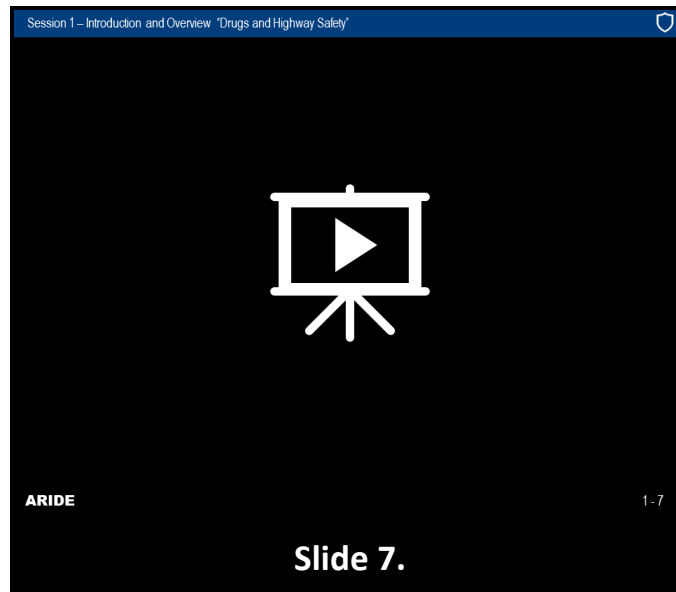 Session 1 – Introduction and Overview "Drugs and Highway Safety"
ARIDE
1 - 7
Slide 7.